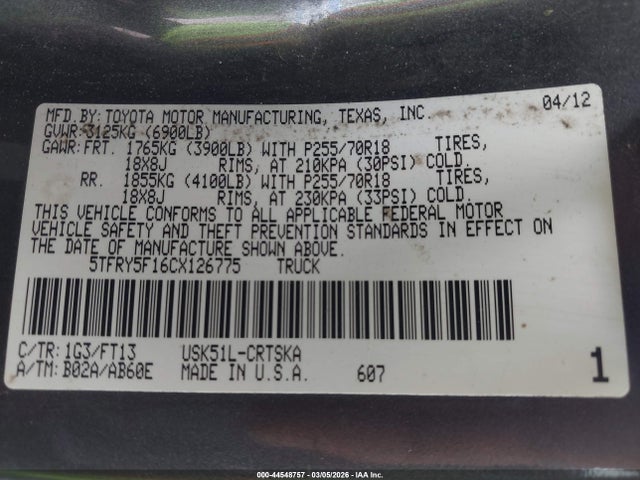 MFD.BY: TOYOTA MOTOR MANUFACTURING, TEXAS, INC. 04/12
GVWR: 3125KG (6900LB)
GAWR: FRT. 1765KG (3900LB) WITH P255/70R18 TIRES,
18X8J RIMS, AT 210KPA (30PSI) COLD.
RR. 1855KG (4100LB) WITH P255/70R18 TIRES,
18X8J RIMS, AT 230KPA (33PSI) COLD.
THIS VEHICLE CONFORMS TO ALL APPLICABLE FEDERAL MOTOR
VEHICLE SAFETY AND THEFT PREVENTION STANDARDS IN EFFECT ON
THE DATE OF MANUFACTURE SHOWN ABOVE.
5TFRY5F16CX126775 TRUCK
C/TR: 1G3/FT13 USK51L-CRTSKA
A/TM: B02A/AB60E MADE IN U.S.A. 607 1
000-44548757 - 03/05/2026 - IAA Inc.